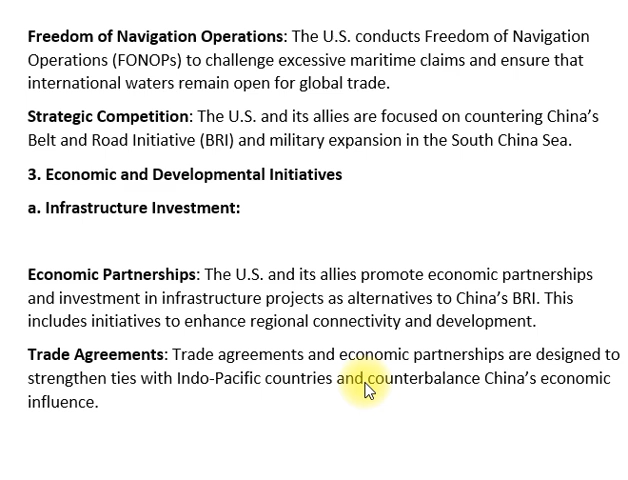 Freedom of Navigation Operations: The U.S. conducts Freedom of Navigation
Operations (FONOPs) to challenge excessive maritime claims and ensure that
international waters remain open for global trade.
Strategic Competition: The U.S. and its allies are focused on countering China’s
Belt and Road Initiative (BRI) and military expansion in the South China Sea.
3. Economic and Developmental Initiatives
a. Infrastructure Investment:
Economic Partnerships: The U.S. and its allies promote economic partnerships
and investment in infrastructure projects as alternatives to China’s BRI. This
includes initiatives to enhance regional connectivity and development.
Trade Agreements: Trade agreements and economic partnerships are designed to
strengthen ties with Indo-Pacific countries and counterbalance China’s economic
influence.